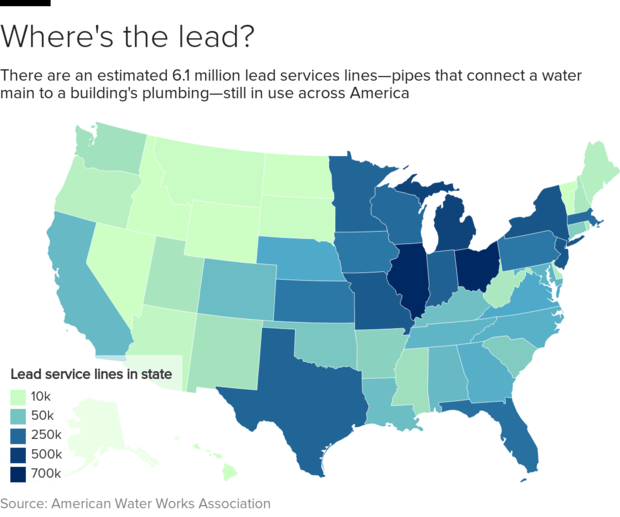 Where's the lead?
There are an estimated 6.1 million lead services lines—pipes that connect a water
main to a building's plumbing—still in use across America
Lead service lines in state
10k
50k
250k
500k
700k
Source: American Water Works Association